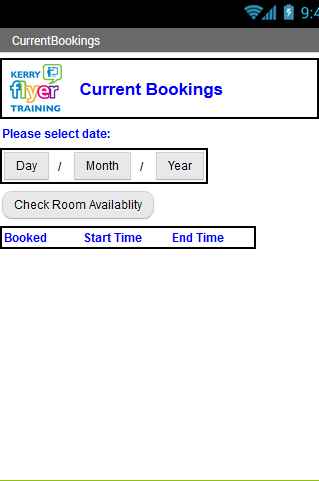 9:4
CurrentBookings
KERRY
flyer
TRAINING
Current Bookings
Please select date:
Day / Month / Year
Check Room Availablity
Booked Start Time End Time